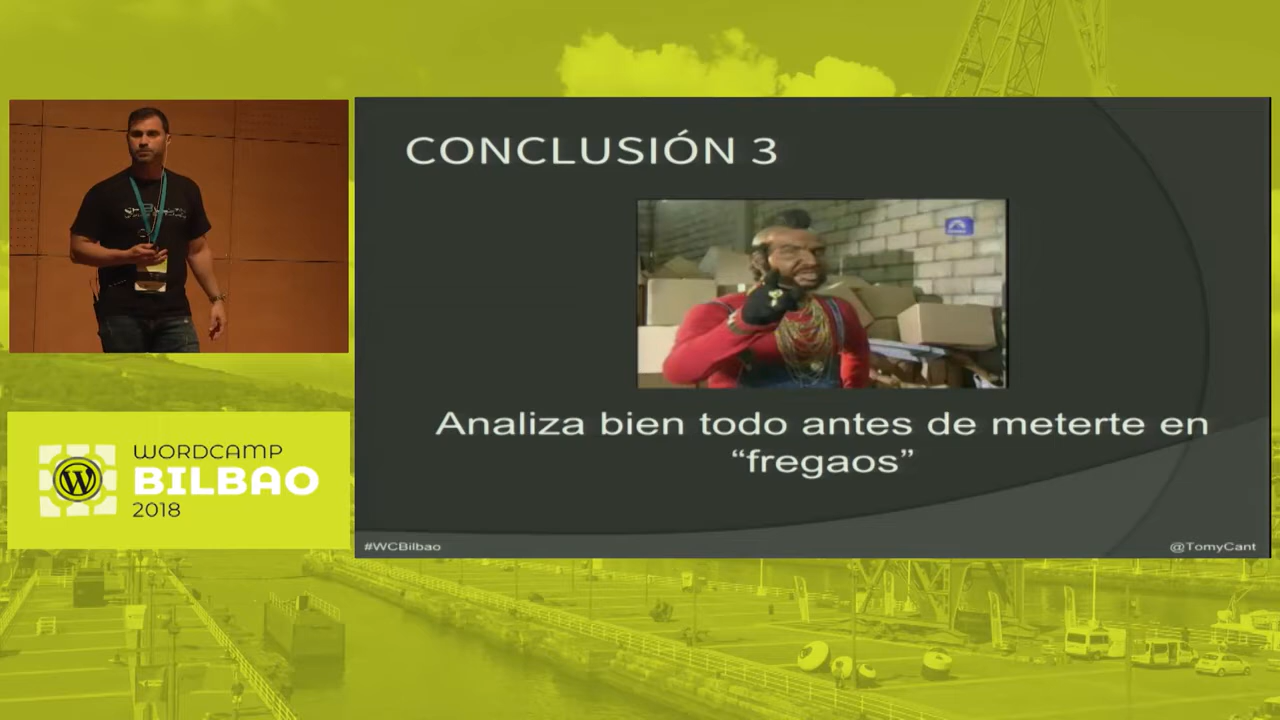 CONCLUSIÓN 3
Analiza bien todo antes de meterte en
“fregaos”
#WCBilbao
@TomyCant
WORDCAMP
BILBAO
2018